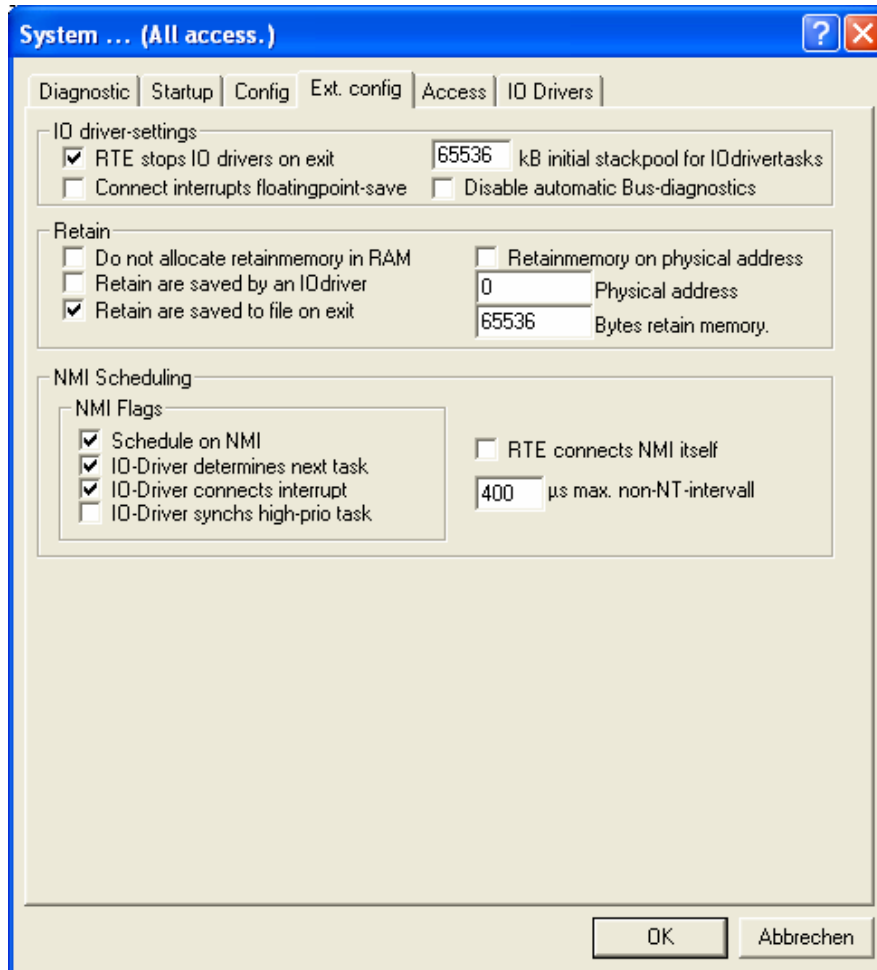 System ... (All access.)
Diagnostic Startup Config Ext. config Access IO Drivers
IO driver-settings
RTE stops IO drivers on exit 65536 kB initial stackpool for IOdrivertasks
Connect interrupts floatingpoint-save Disable automatic Bus-diagnostics
Retain
Do not allocate retainmemory in RAM Retainmemory on physical address
Retain are saved by an IOdriver 0 Physical address
Retain are saved to file on exit 65536 Bytes retain memory.
NMI Scheduling
NMI Flags
Schedule on NMI RTE connects NMI itself
IO-Driver determines next task
IO-Driver connects interrupt 400 µs max. non-NT-intervall
IO-Driver synchs high-prio task
OK Abbrechen